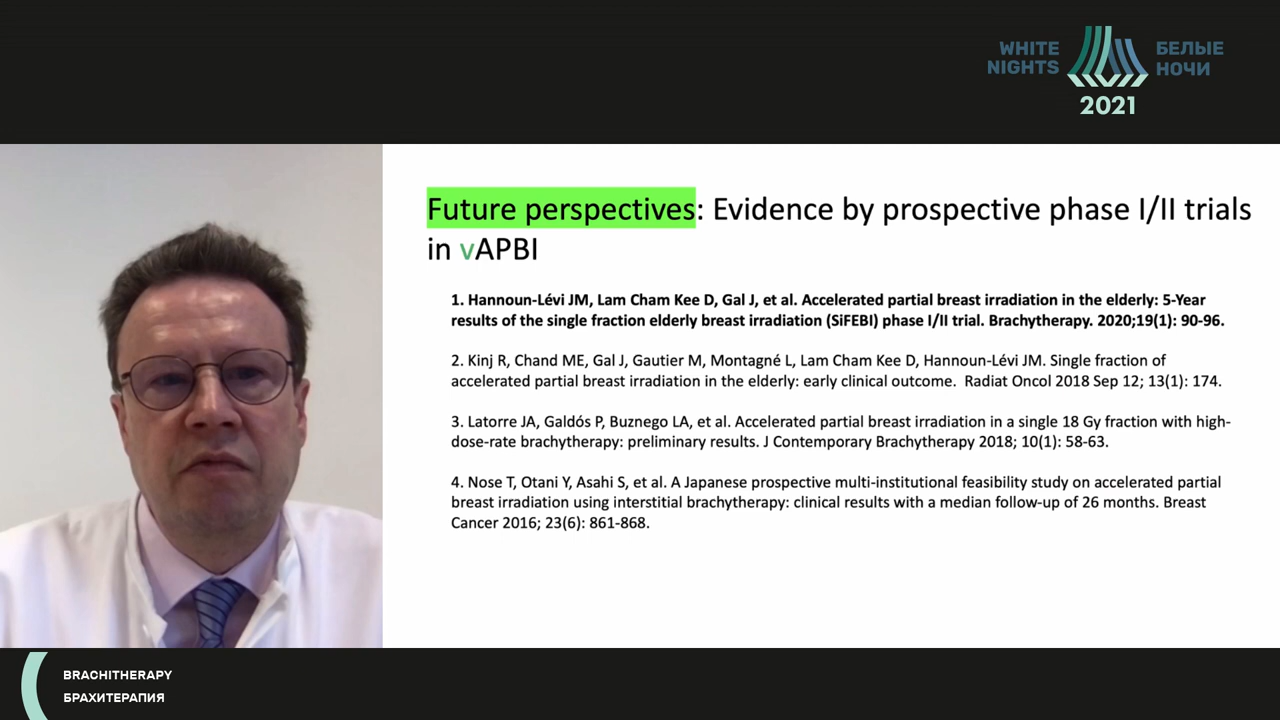 WHITE
NIGHTS
БЕЛЫЕ
НОЧИ
2021
Future perspectives: Evidence by prospective phase I/II trials
in vAPBI
1. Hannoun-Lévi JM, Lam Cham Kee D, Gal J, et al. Accelerated partial breast irradiation in the elderly: 5-Year
results of the single fraction elderly breast irradiation (SiFEBI) phase I/II trial. Brachytherapy. 2020;19(1): 90-96.
2. Kinj R, Chand ME, Gal J, Gautier M, Montagné L, Lam Cham Kee D, Hannoun-Lévi JM. Single fraction of
accelerated partial breast irradiation in the elderly: early clinical outcome. Radiat Oncol 2018 Sep 12; 13(1): 174.
3. Latorre JA, Galdós P, Buznego LA, et al. Accelerated partial breast irradiation in a single 18 Gy fraction with high-
dose-rate brachytherapy: preliminary results. J Contemporary Brachytherapy 2018; 10(1): 58-63.
4. Nose T, Otani Y, Asahi S, et al. A Japanese prospective multi-institutional feasibility study on accelerated partial
breast irradiation using interstitial brachytherapy: clinical results with a median follow-up of 26 months. Breast
Cancer 2016; 23(6): 861-868.
BRACHITHERAPY
БРАХИТЕРАПИЯ